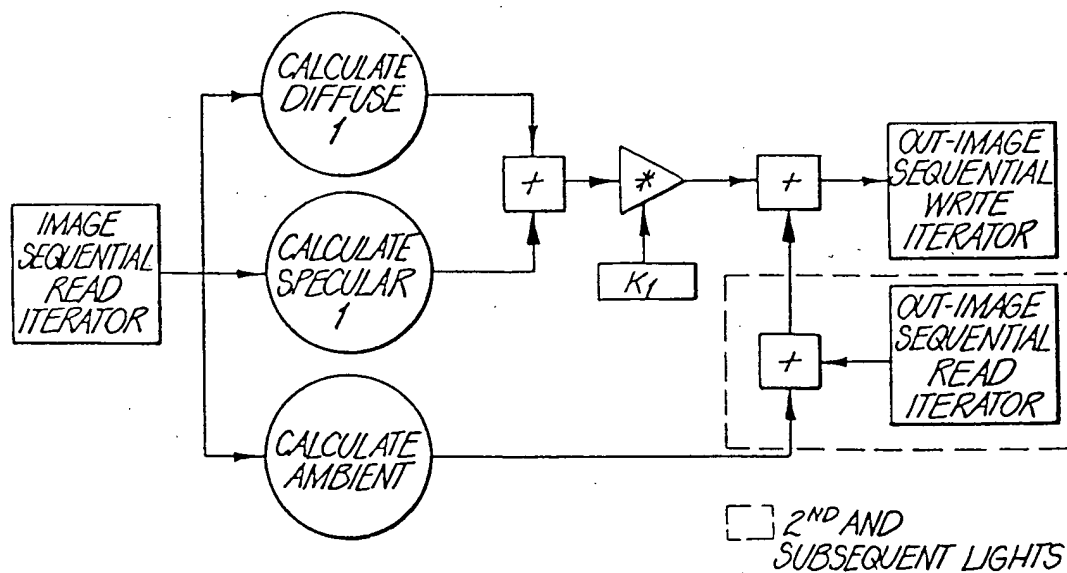 CALCULATE
DIFFUSE
1
IMAGE
SEQUENTIAL
READ
ITERATOR
CALCULATE
SPECULAR
1
CALCULATE
AMBIENT
+
*
K1
+
OUT-IMAGE
SEQUENTIAL
WRITE
ITERATOR
+
OUT-IMAGE
SEQUENTIAL
READ
ITERATOR
2ND AND
SUBSEQUENT LIGHTS